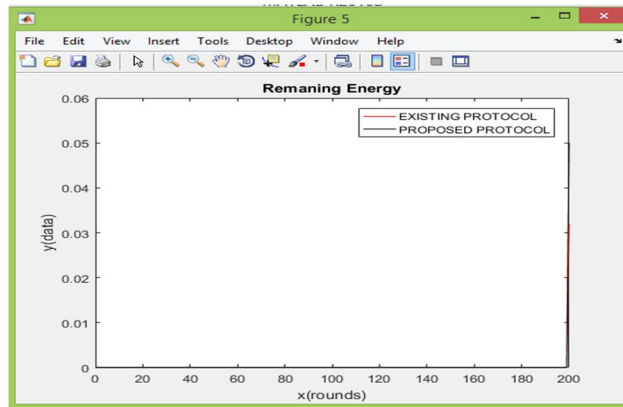 Figure 5
File Edit View Insert Tools Desktop Window Help
Remaning Energy
EXISTING PROTOCOL
PROPOSED PROTOCOL
y(data)
0.06
0.05
0.04
0.03
0.02
0.01
0
0 20 40 60 80 100 120 140 160 180 200
x(rounds)